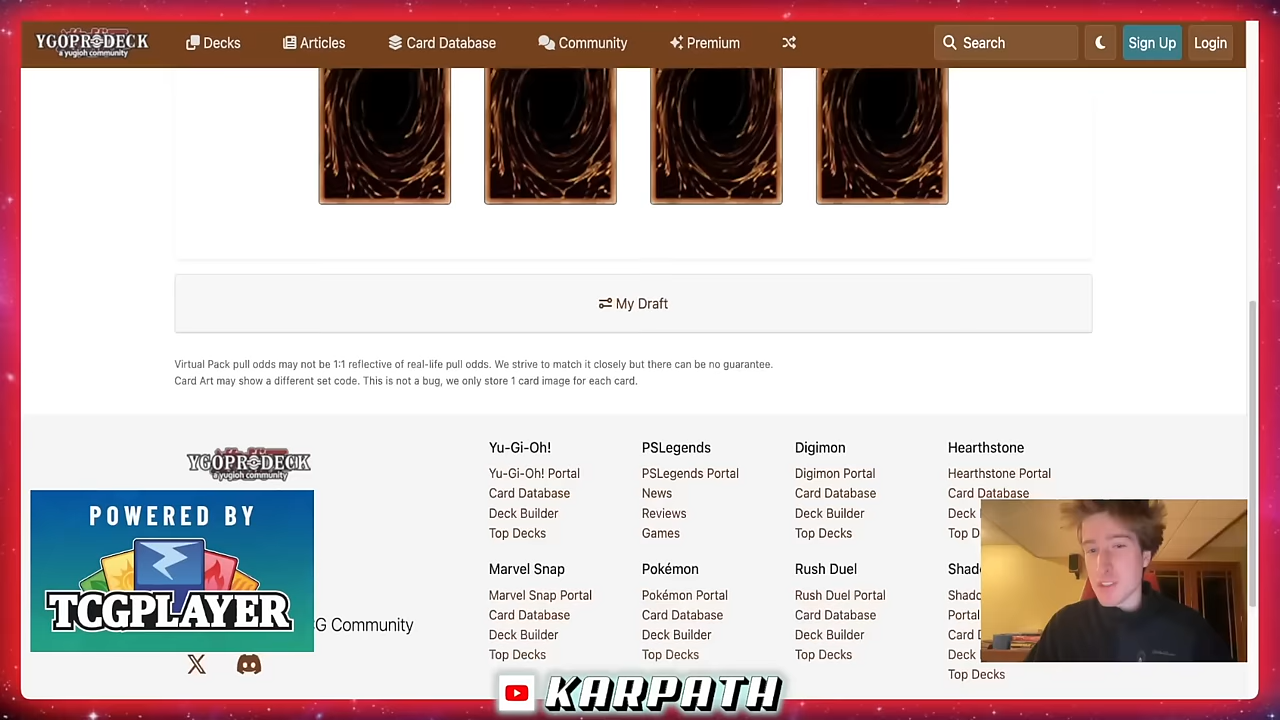 YGOPRODECK
a yugioh community
Decks
Articles
Card Database
Community
Premium
Search
Sign Up
Login
My Draft
Virtual Pack pull odds may not be 1:1 reflective of real-life pull odds. We strive to match it closely but there can be no guarantee.
Card Art may show a different set code. This is not a bug, we only store 1 card image for each card.
YGOPRODECK
a yugioh community
POWERED BY
TCGPLAYER
G Community
Yu-Gi-Oh!
Yu-Gi-Oh! Portal
Card Database
Deck Builder
Top Decks
PSLegends
PSLegends Portal
News
Reviews
Games
Digimon
Digimon Portal
Card Database
Deck Builder
Top Decks
Hearthstone
Hearthstone Portal
Card Database
Deck
Top D
Marvel Snap
Marvel Snap Portal
Card Database
Deck Builder
Top Decks
Pokémon
Pokémon Portal
Card Database
Deck Builder
Top Decks
Rush Duel
Rush Duel Portal
Card Database
Deck Builder
Top Decks
Shad
Shado
Portal
Card D
Deck
Top Decks
KARPATH